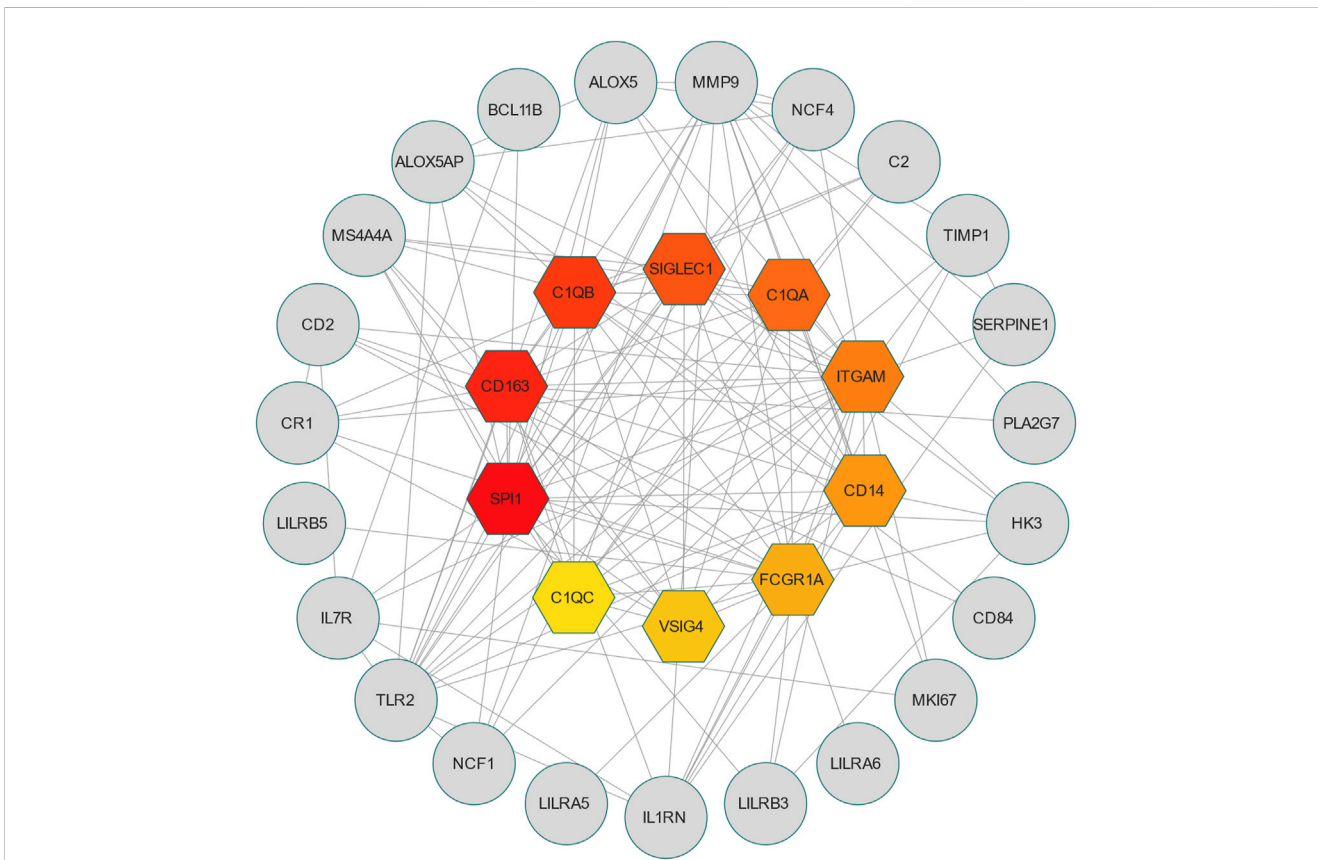 ALOX5
MMP9
BCL11B
NCF4
ALOX5AP
C2
MS4A4A
TIMP1
SIGLEC1
C1QB
C1QA
CD2
SERPINE1
CD163
ITGAM
CR1
PLA2G7
SPI1
CD14
LILRB5
HK3
FCGR1A
C1QC
VSIG4
IL7R
CD84
TLR2
MKI67
NCF1
LILRA6
LILRA5
IL1RN
LILRB3